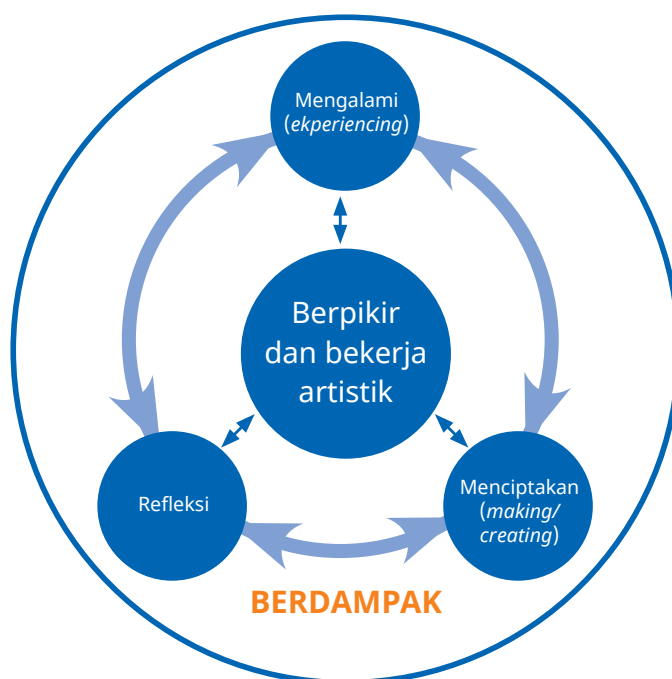 Mengalami
(ekperiencing)
Berpikir
dan bekerja
artistik
Refleksi
Menciptakan
(making/
creating)
BERDAMPAK